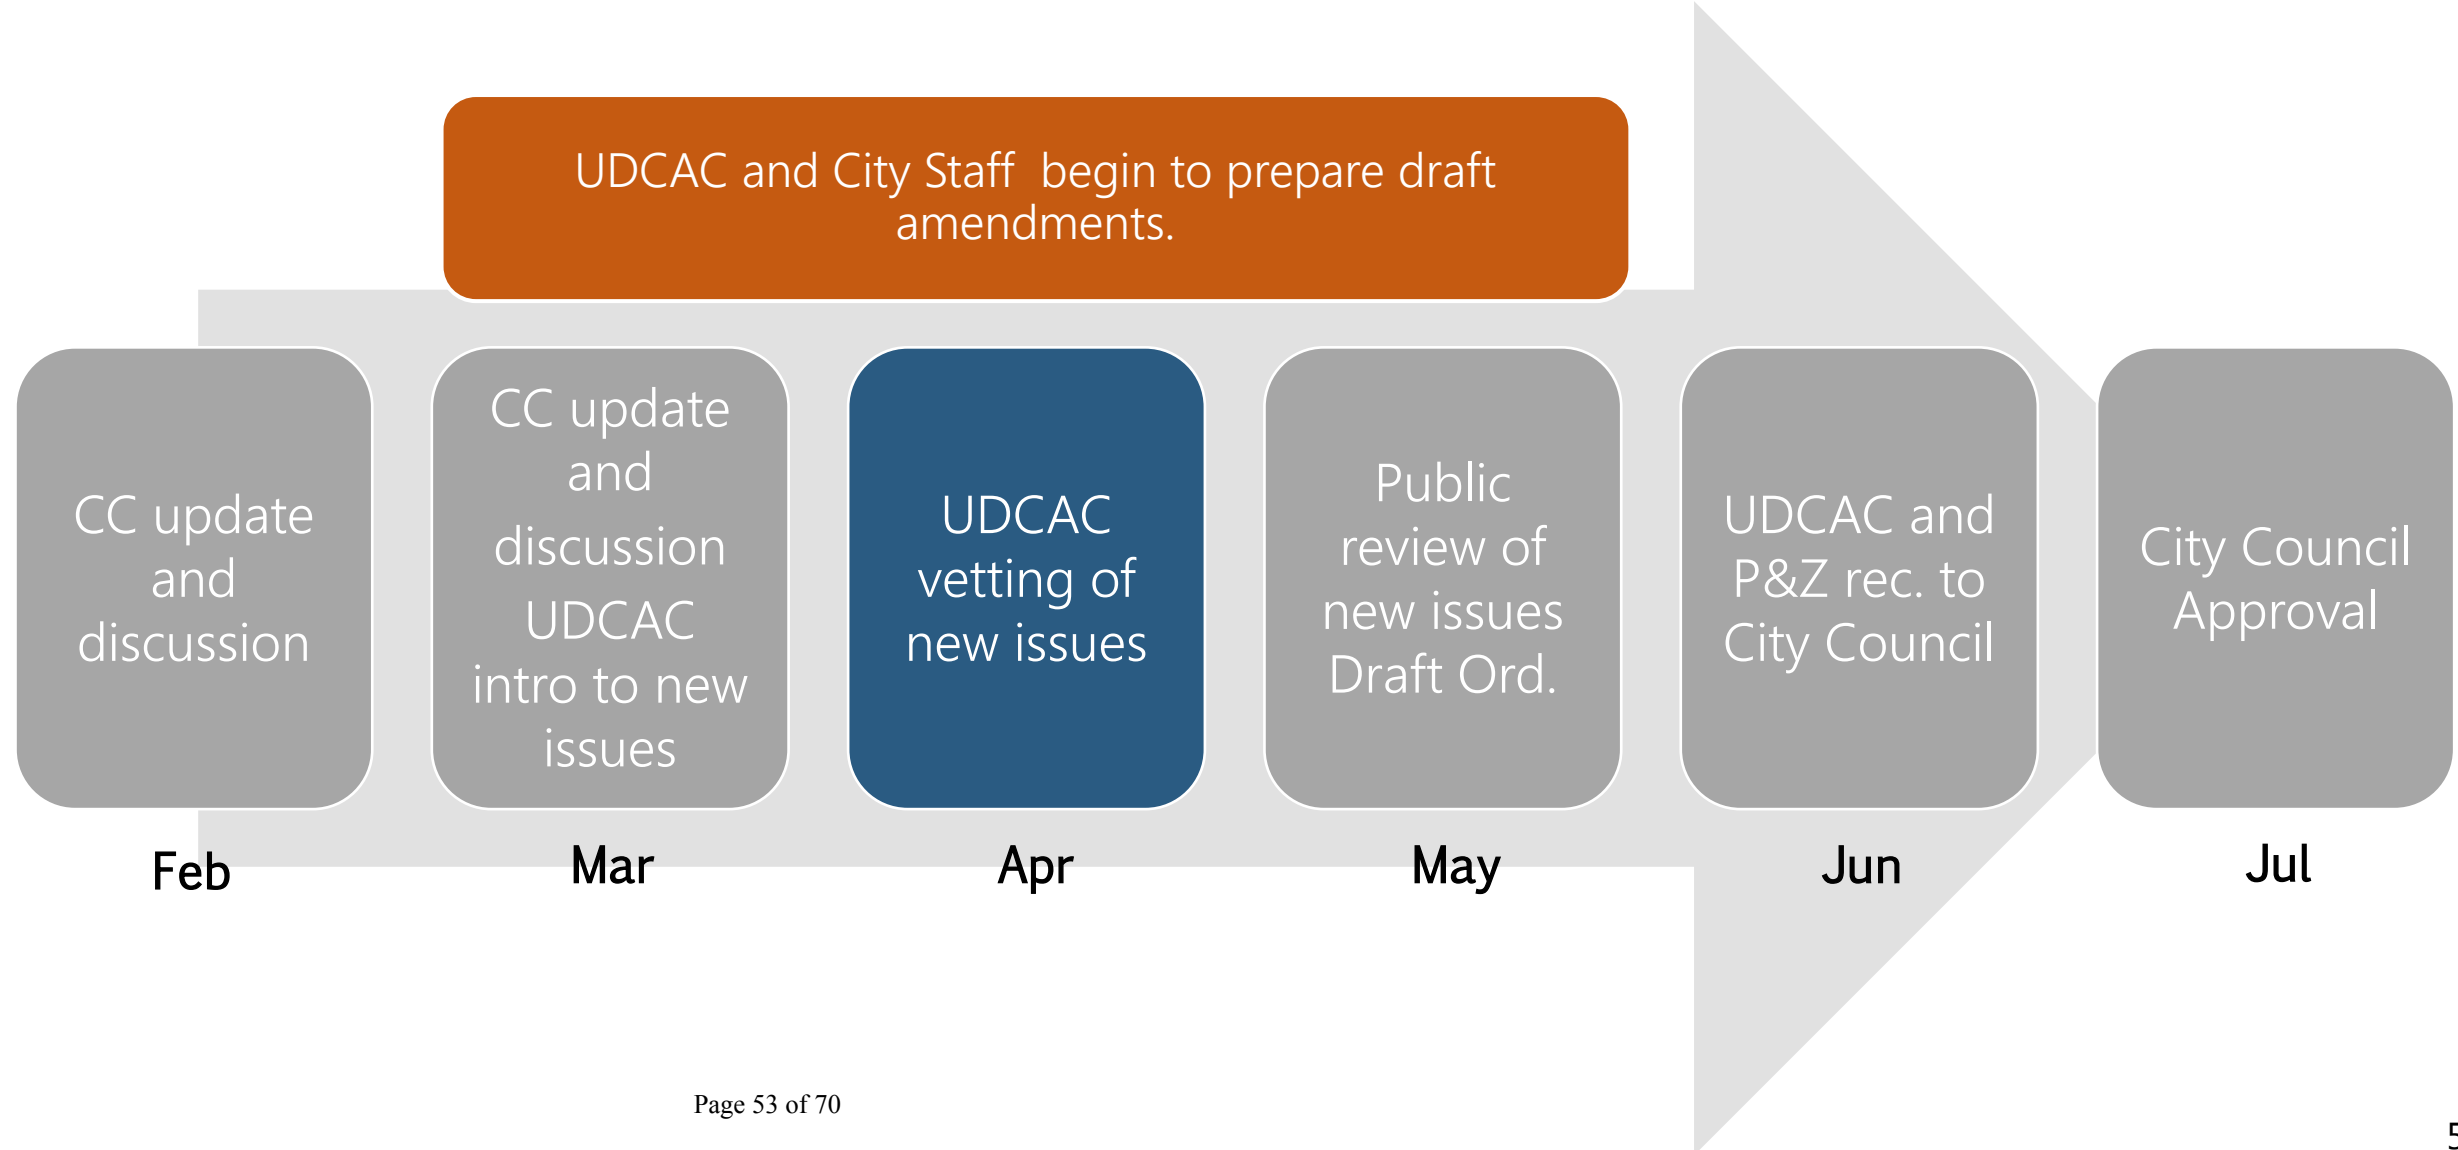 UDCAC and City Staff  begin to prepare draft
amendments.
CC update
and
discussion
CC update
and
discussion
UDCAC
intro to new
issues
UDCAC
vetting of
new issues
Public
review of
new issues
Draft Ord.
UDCAC and
P&Z rec. to
City Council
City Council
Approval
Feb
Mar
Apr
May
Jun
Jul
Page 53 of 70
5